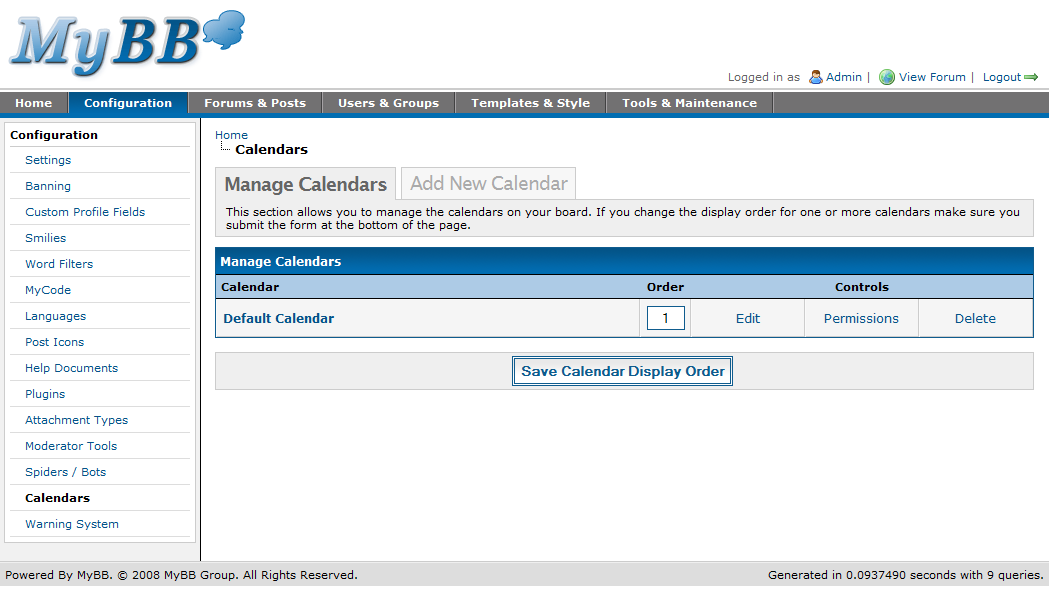 MyBB
Logged in as Admin | View Forum | Logout
Home Configuration Forums & Posts Users & Groups Templates & Style Tools & Maintenance
Configuration
Settings
Banning
Custom Profile Fields
Smilies
Word Filters
MyCode
Languages
Post Icons
Help Documents
Plugins
Attachment Types
Moderator Tools
Spiders / Bots
Calendars
Warning System
Home
Calendars
Manage Calendars Add New Calendar
This section allows you to manage the calendars on your board. If you change the display order for one or more calendars make sure you
submit the form at the bottom of the page.
Manage Calendars
Calendar Order Controls
Default Calendar 1 Edit Permissions Delete
Save Calendar Display Order
Powered By MyBB. © 2008 MyBB Group. All Rights Reserved. Generated in 0.0937490 seconds with 9 queries.